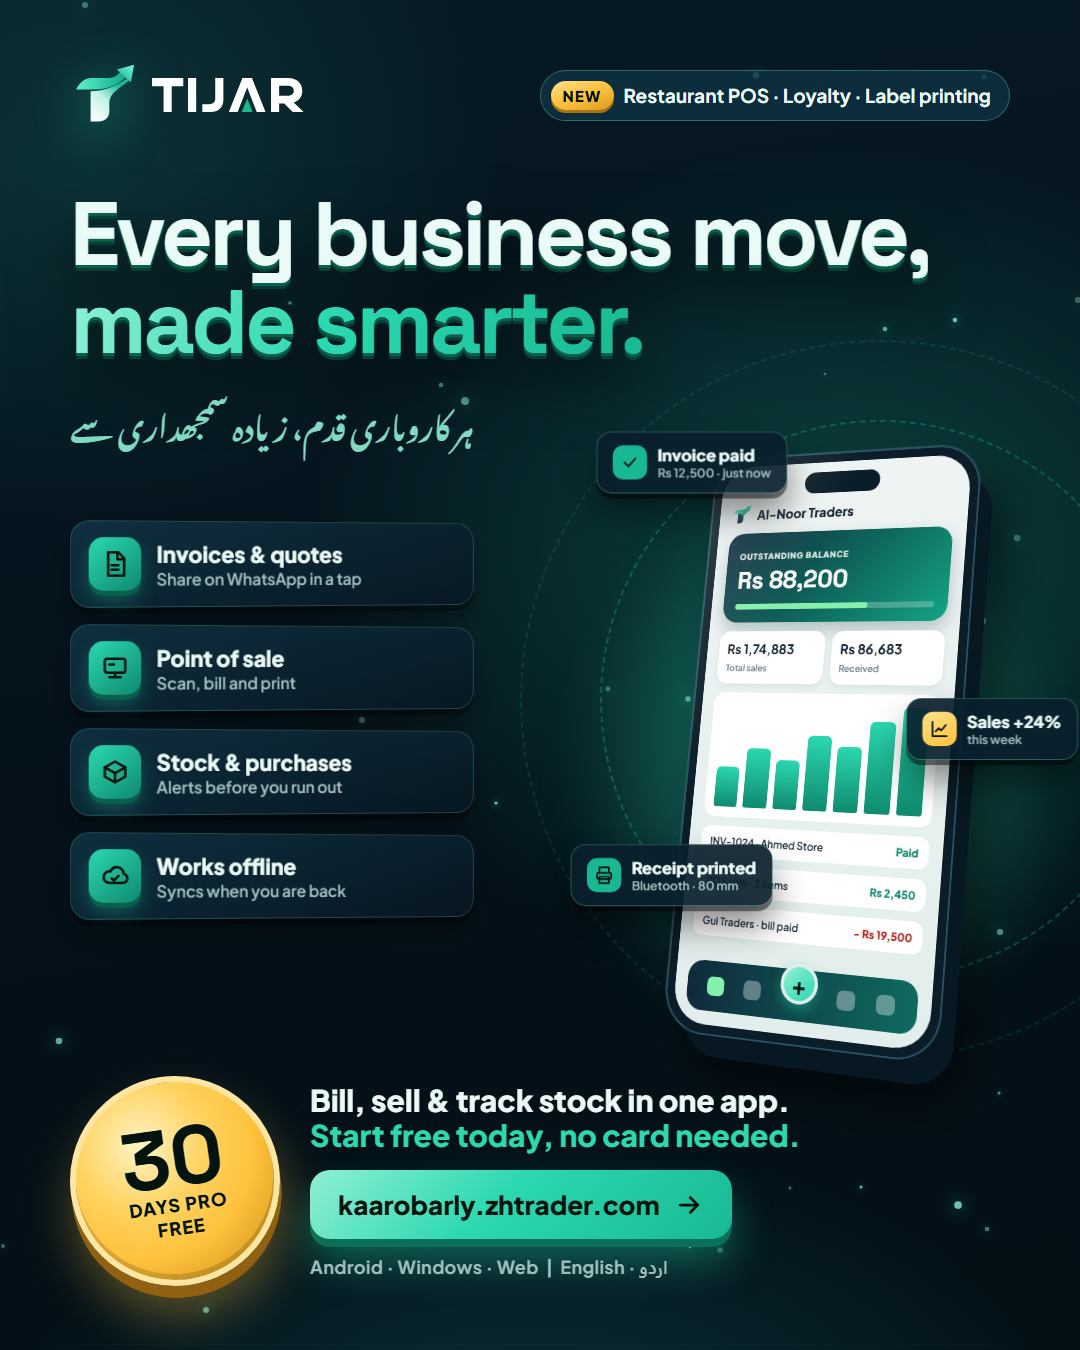 TIJAR
NEW Restaurant POS · Loyalty · Label printing
Every business move,
made smarter.
ہر کاروباری قدم، زیادہ سمجھداری سے
Invoices & quotes
Share on WhatsApp in a tap
Point of sale
Scan, bill and print
Stock & purchases
Alerts before you run out
Works offline
Syncs when you are back
Invoice paid
Rs 12,500 · just now
Al-Noor Traders
OUTSTANDING BALANCE
Rs 88,200
Rs 1,74,883
Total sales
Rs 86,683
Received
Sales +24%
this week
INV-1024 · Ahmed Store
Paid
Receipt printed
Bluetooth · 80 mm
3 items
Rs 2,450
Gul Traders · bill paid
- Rs 19,500
+
30
DAYS PRO
FREE
Bill, sell & track stock in one app.
Start free today, no card needed.
kaarobarly.zhtrader.com →
Android · Windows · Web | English · اردو